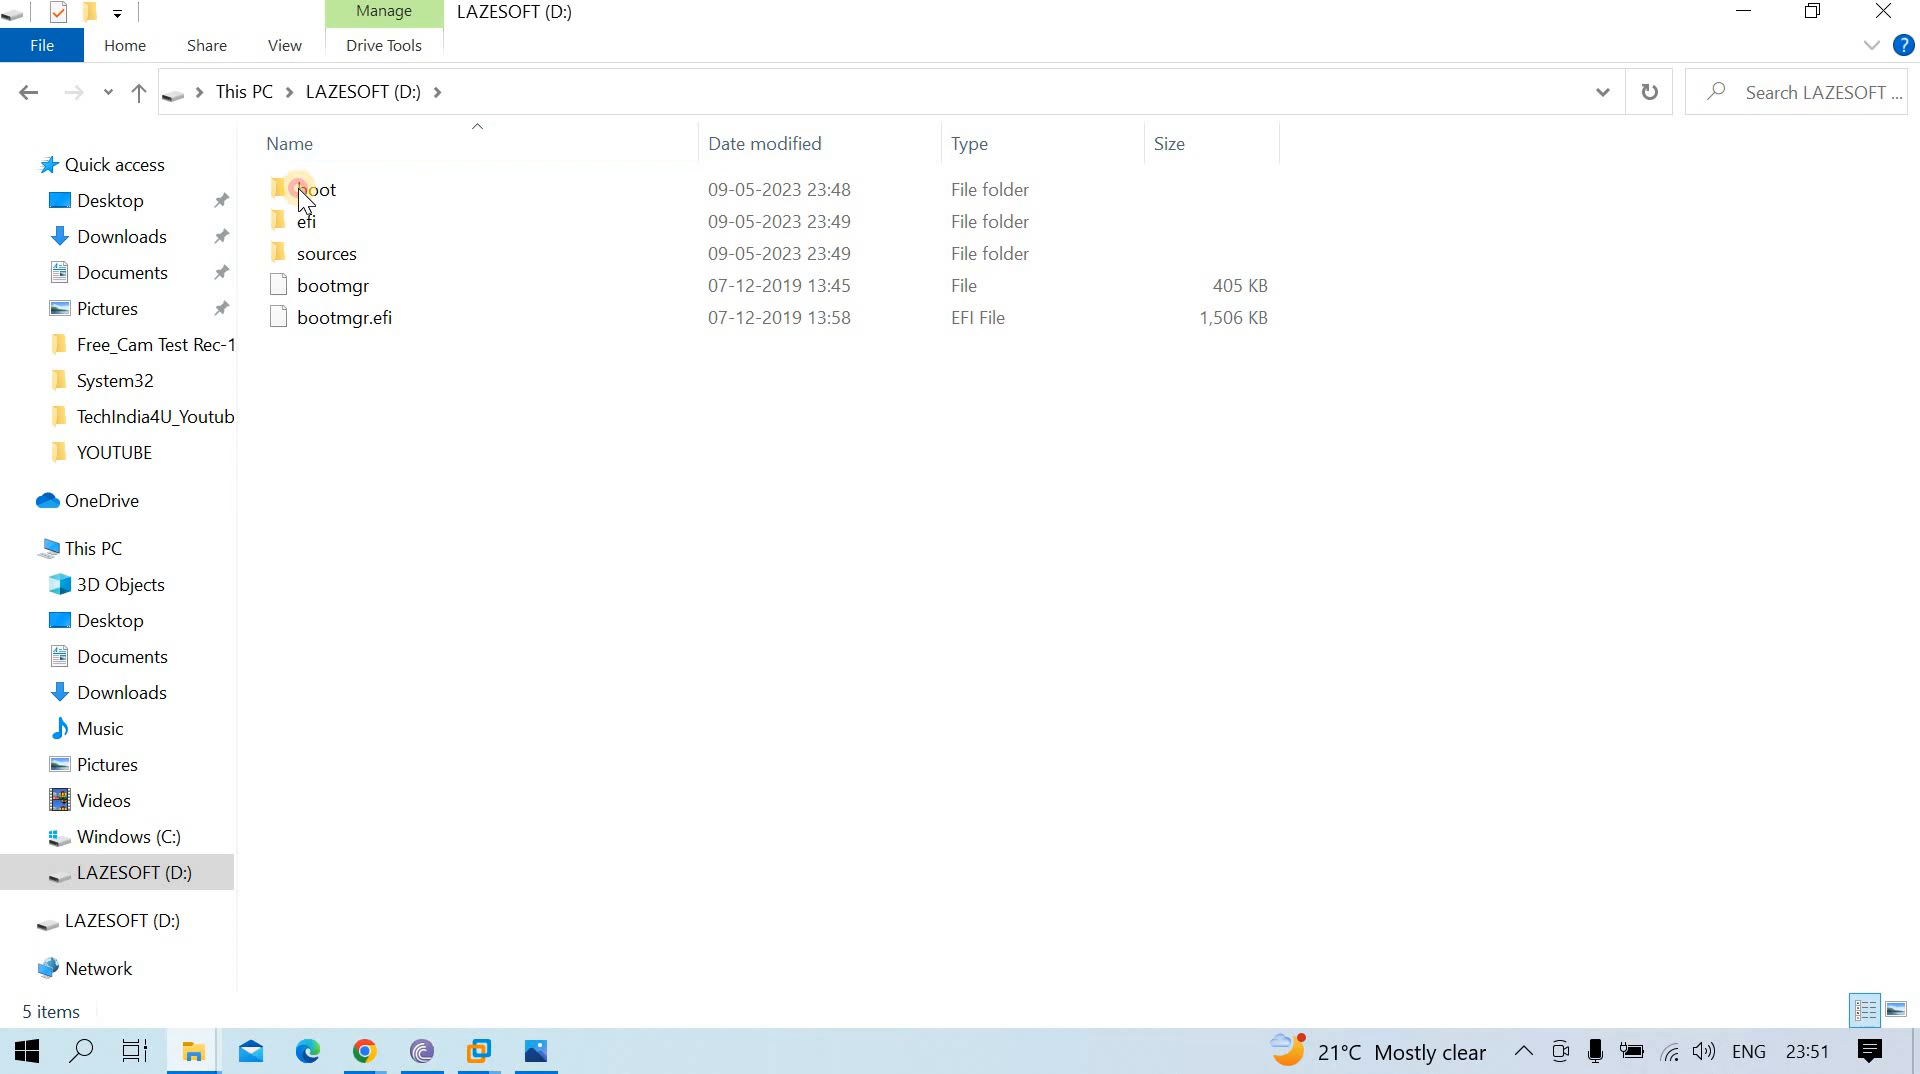 Manage
LAZESOFT (D:)
File
Home
Share
View
Drive Tools
?
This PC
LAZESOFT (D:)
Search LAZESOFT ...
Name
Date modified
Type
Size
boot
09-05-2023 23:48
File folder
efi
09-05-2023 23:49
File folder
sources
09-05-2023 23:49
File folder
bootmgr
07-12-2019 13:45
File
405 KB
bootmgr.efi
07-12-2019 13:58
EFI File
1,506 KB
Quick access
Desktop
Downloads
Documents
Pictures
Free_Cam Test Rec-1
System32
TechIndia4U_Youtub
YOUTUBE
OneDrive
This PC
3D Objects
Desktop
Documents
Downloads
Music
Pictures
Videos
Windows (C:)
LAZESOFT (D:)
LAZESOFT (D:)
Network
5 items
21°C Mostly clear
ENG
23:51